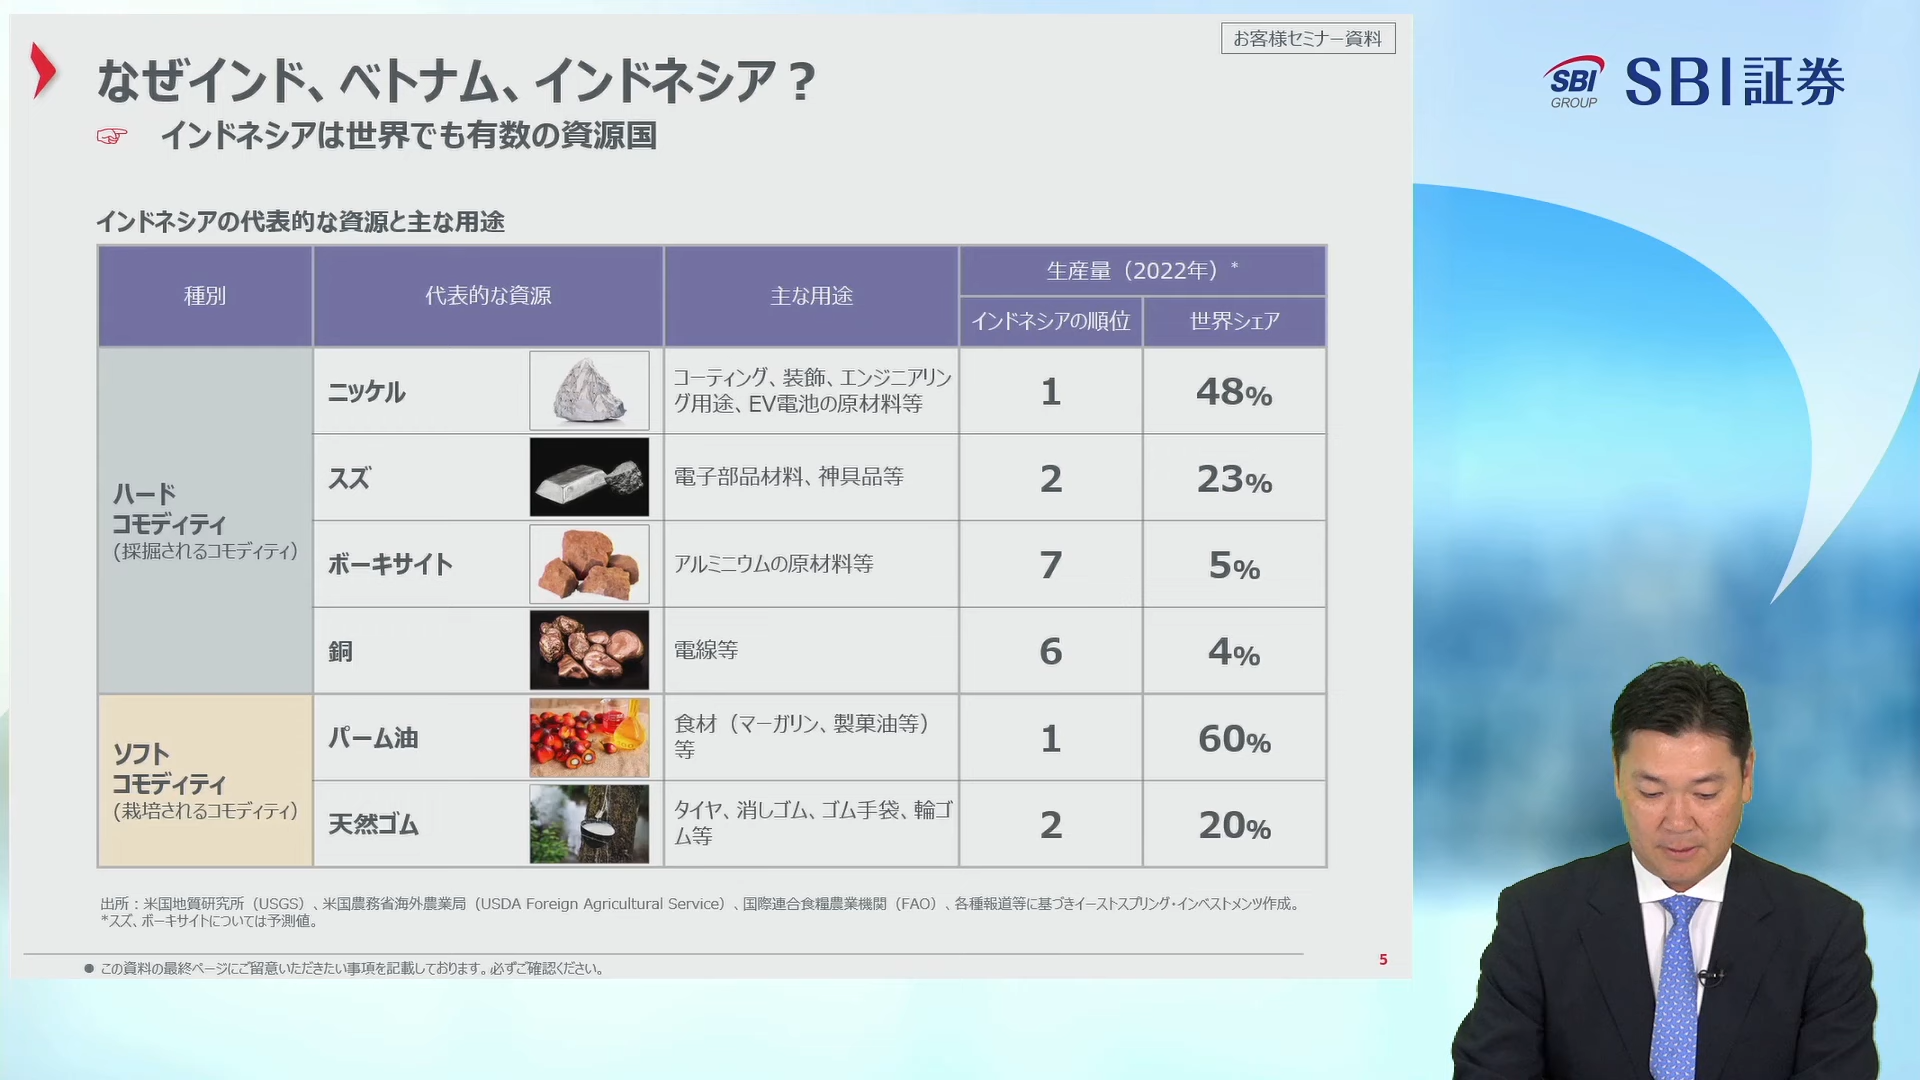 お客様セミナー資料
なぜインド、ベトナム、インドネシア？
☞ インドネシアは世界でも有数の資源国
SBI
GROUP
SBI証券
インドネシアの代表的な資源と主な用途
種別
代表的な資源
主な用途
生産量（2022年）*
インドネシアの順位
世界シェア
ハード
コモディティ
(採掘されるコモディティ)
ニッケル
コーティング、装飾、エンジニアリン
グ用途、EV電池の原材料等
1
48%
スズ
電子部品材料、神具品等
2
23%
ボーキサイト
アルミニウムの原材料等
7
5%
銅
電線等
6
4%
ソフト
コモディティ
(栽培されるコモディティ)
パーム油
食材（マーガリン、製菓油等）
等
1
60%
天然ゴム
タイヤ、消しゴム、ゴム手袋、輪ゴ
ム等
2
20%
出所：米国地質研究所（USGS）、米国農務省海外農業局（USDA Foreign Agricultural Service）、国際連合食糧農業機関（FAO）、各種報道等に基づきイーストスプリング・インベストメンツ作成。
*スズ、ボーキサイトについては予測値。
● この資料の最終ページにご留意いただきたい事項を記載しております。必ずご確認ください。
5